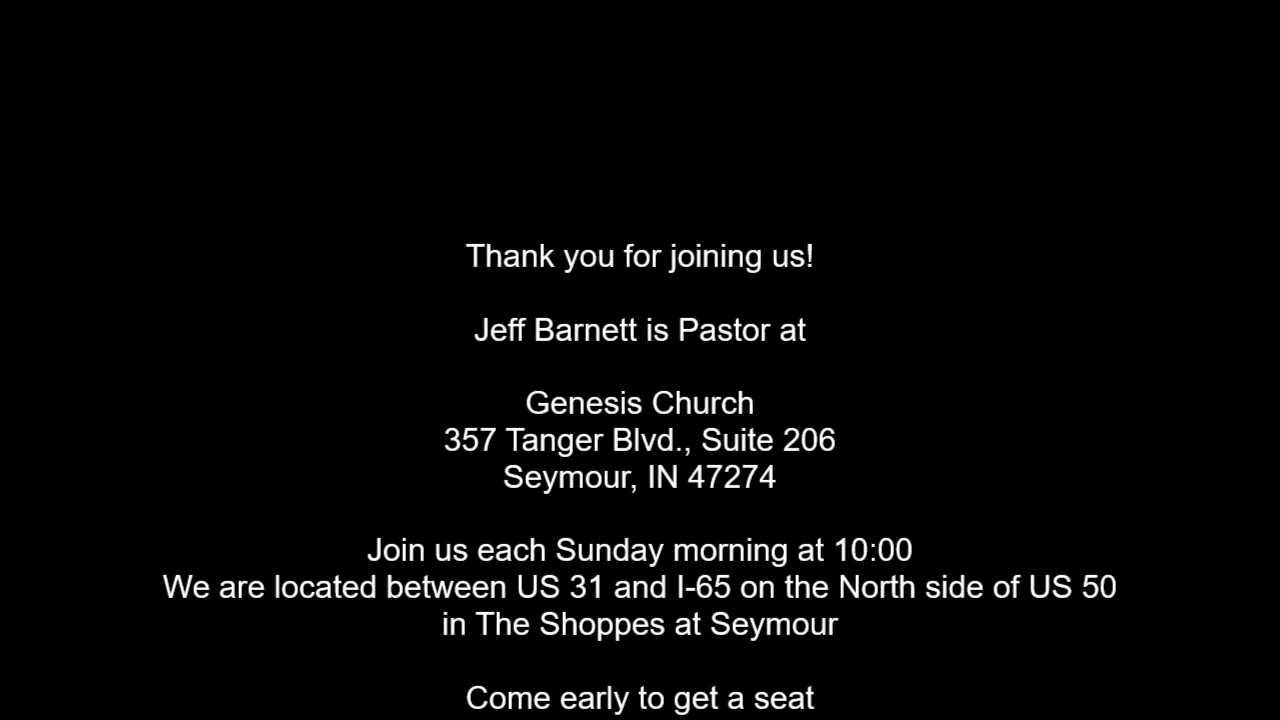 Thank you for joining us!
Jeff Barnett is Pastor at
Genesis Church
357 Tanger Blvd., Suite 206
Seymour, IN 47274
Join us each Sunday morning at 10:00
We are located between US 31 and I-65 on the North side of US 50
in The Shoppes at Seymour
Come early to get a seat